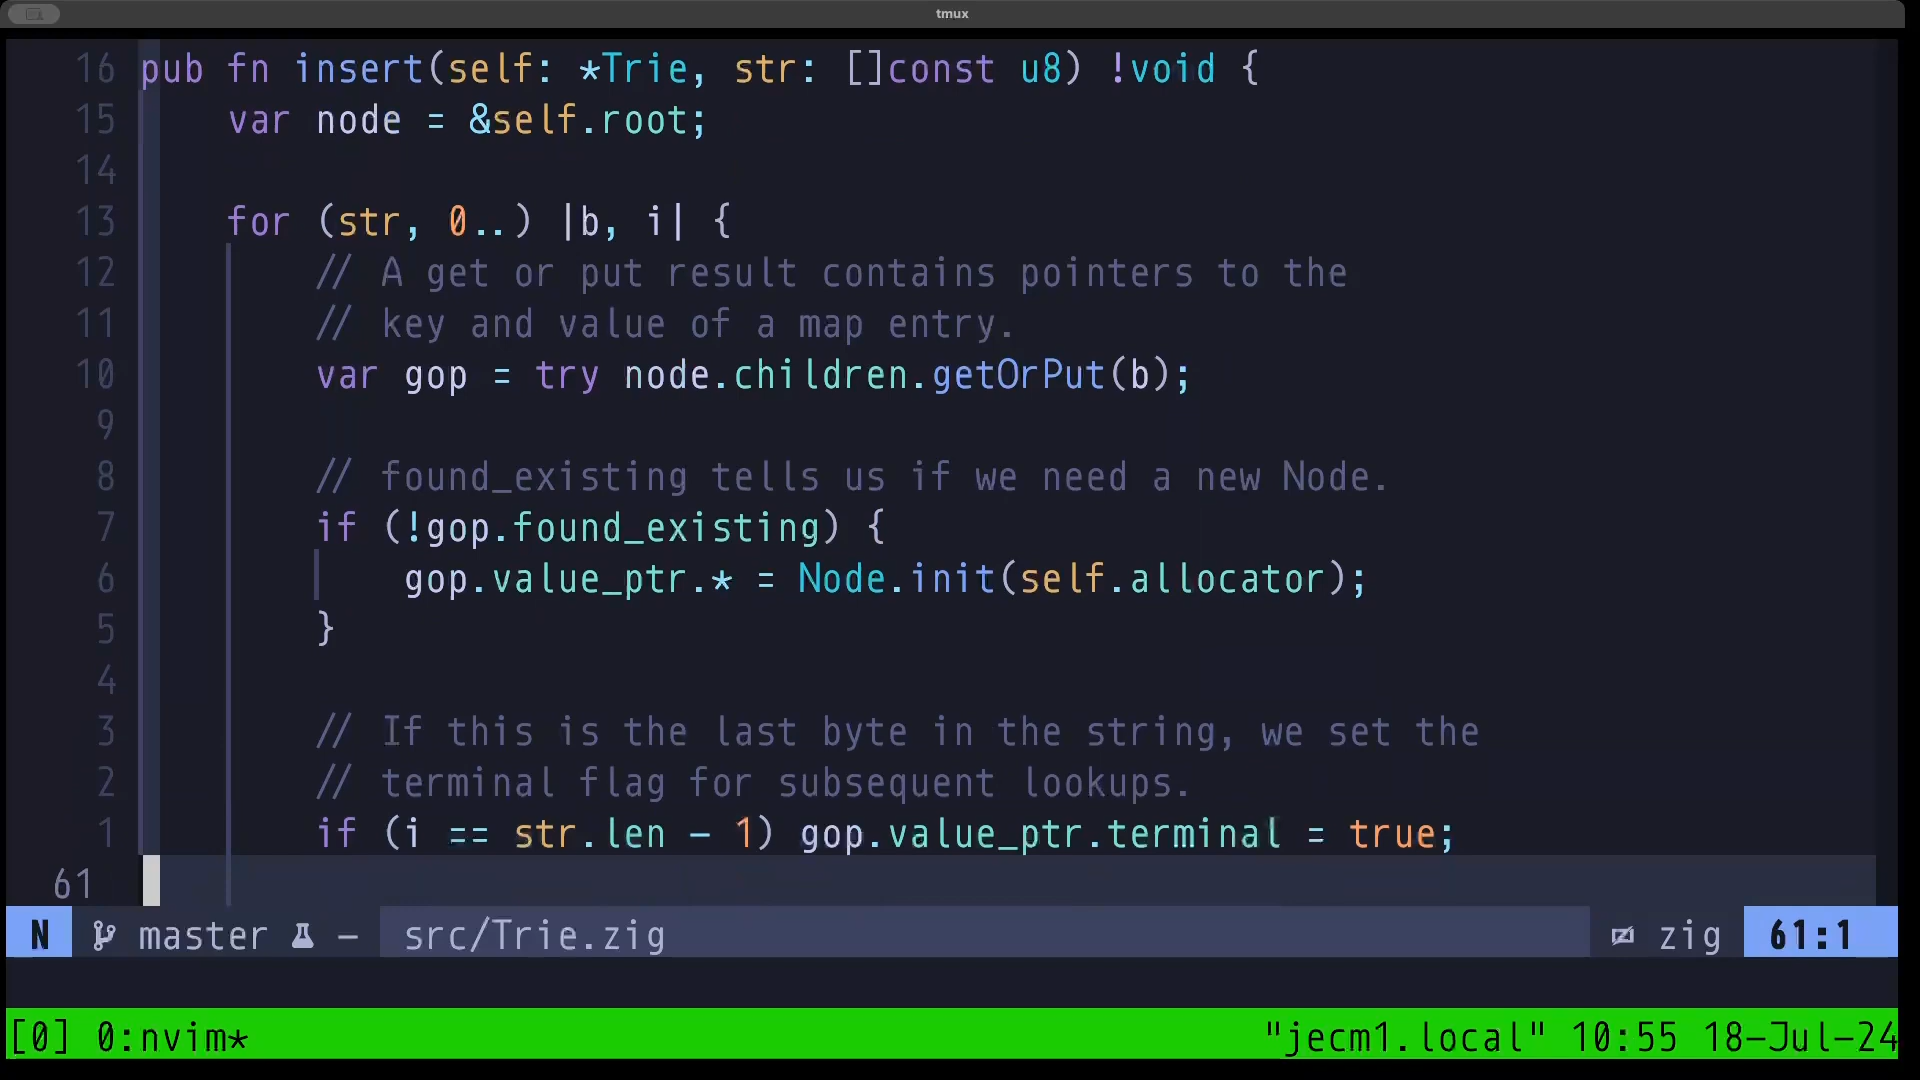 tmux
16 pub fn insert(self: *Trie, str: []const u8) !void {
15     var node = &self.root;
14
13     for (str, 0..) |b, i| {
12         // A get or put result contains pointers to the
11         // key and value of a map entry.
10         var gop = try node.children.getOrPut(b);
9
8         // found_existing tells us if we need a new Node.
7         if (!gop.found_existing) {
6             gop.value_ptr.* = Node.init(self.allocator);
5         }
4
3         // If this is the last byte in the string, we set the
2         // terminal flag for subsequent lookups.
1         if (i == str.len - 1) gop.value_ptr.terminal = true;
61
N master – src/Trie.zig zig 61:1
[0] 0:nvim* "jecm1.local" 10:55 18-Jul-24